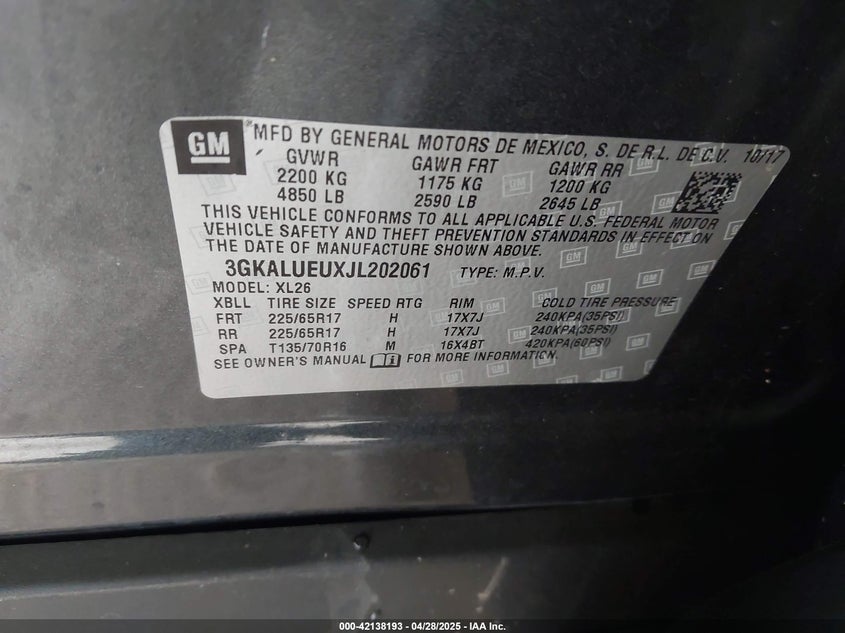 GM MFD BY GENERAL MOTORS DE MEXICO, S. DE R.L. DE C.V. 10/17
GVWR GAWR FRT GAWR RR
2200 KG 1175 KG 1200 KG
4850 LB 2590 LB 2645 LB
THIS VEHICLE CONFORMS TO ALL APPLICABLE U.S. FEDERAL MOTOR
VEHICLE SAFETY AND THEFT PREVENTION STANDARDS IN EFFECT ON
THE DATE OF MANUFACTURE SHOWN ABOVE.
3GKALUEUXJL202061 TYPE: M.P.V.
MODEL: XL26
XBLL TIRE SIZE SPEED RTG RIM COLD TIRE PRESSURE
FRT 225/65R17 H 17X7J 240KPA(35PSI)
RR 225/65R17 H 17X7J 240KPA(35PSI)
SPA T135/70R16 M 16X4BT 420KPA(60PSI)
SEE OWNER'S MANUAL FOR MORE INFORMATION.
000-42138193 - 04/28/2025 - IAA Inc.